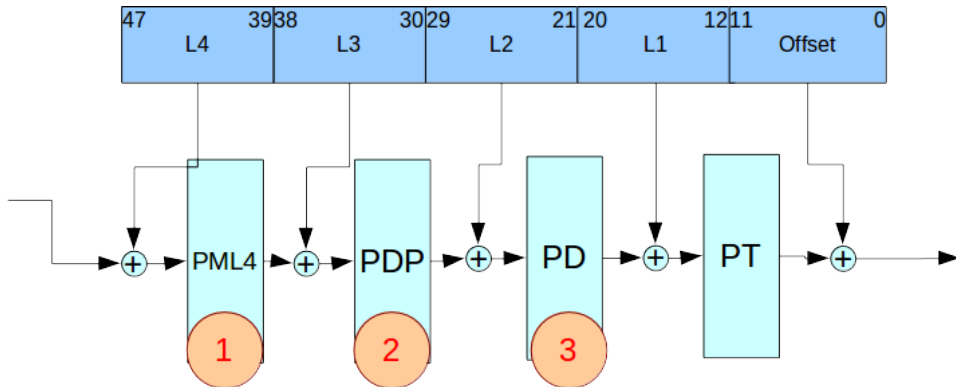 47 39 38 30 29 21 20 12 11 0
L4 L3 L2 L1 Offset
+ PML4 + PDP + PD + PT +
1 2 3